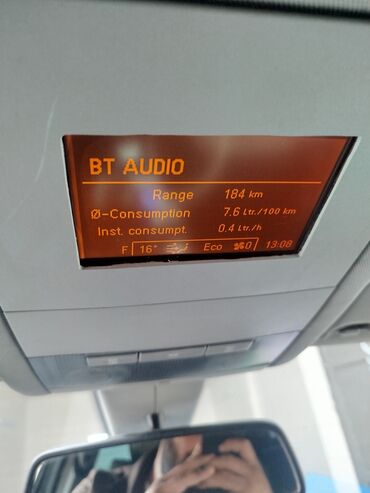 BT AUDIO
Range 184 km
Ø-Consumption 7.6 Ltr./100 km
Inst. consumpt. 0.4 Ltr./h
F 16° Eco 0 13:08